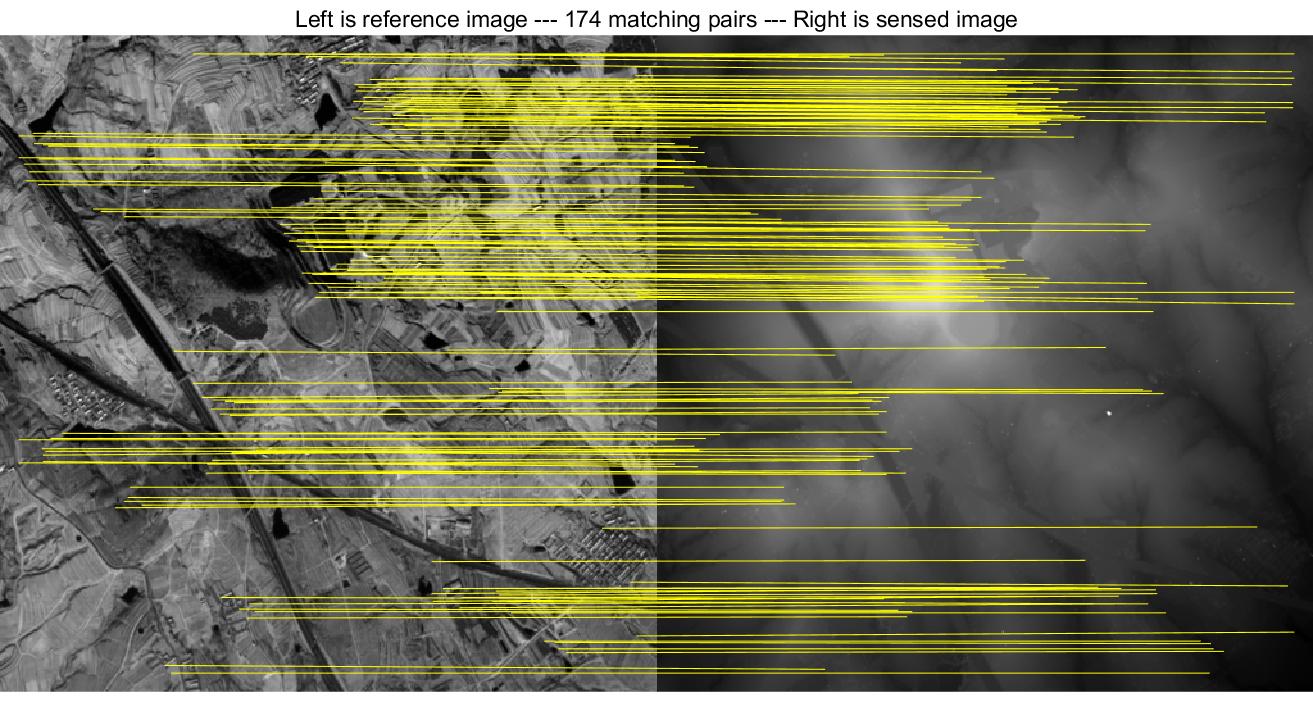 Left is reference image --- 174 matching pairs --- Right is sensed image